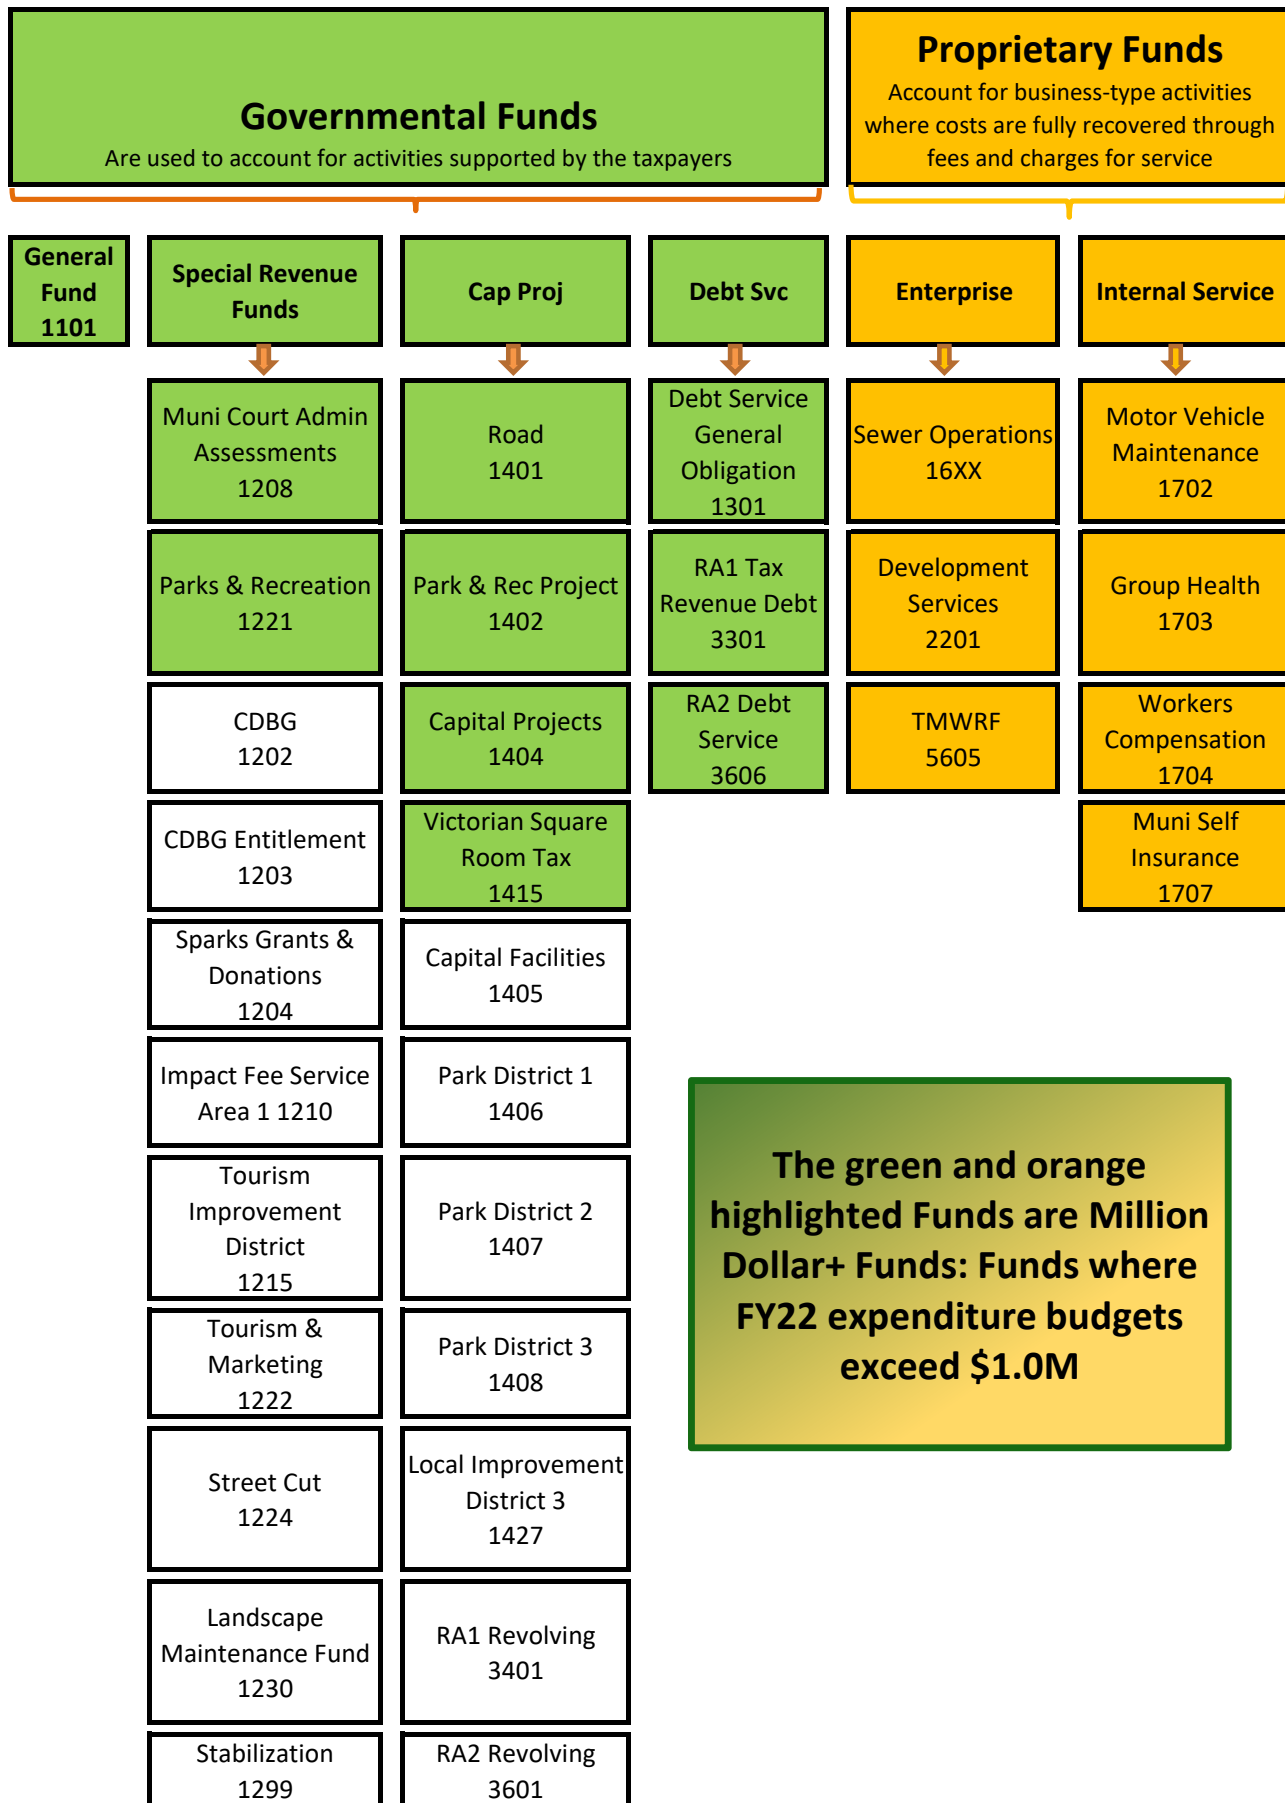 Governmental Funds
Are used to account for activities supported by the taxpayers
Proprietary Funds
Account for business-type activities
where costs are fully recovered through
fees and charges for service
General
Fund
1101
Special Revenue
Funds
Cap Proj
Debt Svc
Enterprise
Internal Service
Muni Court Admin
Assessments
1208
Road
1401
Debt Service
General
Obligation
1301
Sewer Operations
16XX
Motor Vehicle
Maintenance
1702
Parks & Recreation
1221
Park & Rec Project
1402
RA1 Tax
Revenue Debt
3301
Development
Services
2201
Group Health
1703
CDBG
1202
Capital Projects
1404
RA2 Debt
Service
3606
TMWRF
5605
Workers
Compensation
1704
CDBG Entitlement
1203
Victorian Square
Room Tax
1415
Muni Self
Insurance
1707
Sparks Grants &
Donations
1204
Capital Facilities
1405
Impact Fee Service
Area 1 1210
Park District 1
1406
Tourism
Improvement
District
1215
Park District 2
1407
Tourism &
Marketing
1222
Park District 3
1408
Street Cut
1224
Local Improvement
District 3
1427
Landscape
Maintenance Fund
1230
RA1 Revolving
3401
Stabilization
1299
RA2 Revolving
3601
The green and orange
highlighted Funds are Million
Dollar+ Funds: Funds where
FY22 expenditure budgets
exceed $1.0M